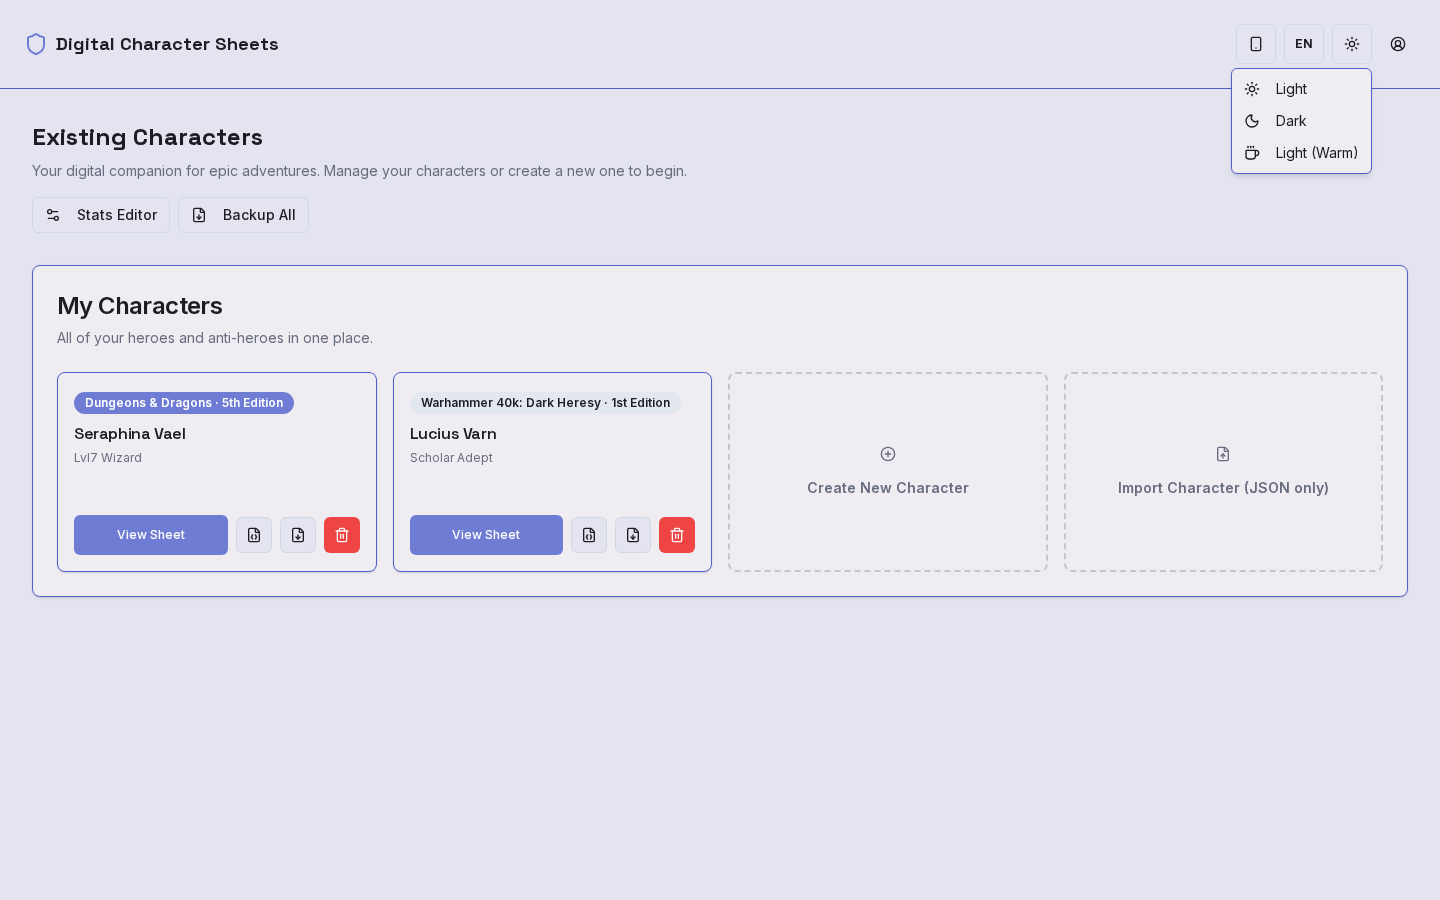 Digital Character Sheets
EN
Light
Dark
Light (Warm)
Existing Characters
Your digital companion for epic adventures. Manage your characters or create a new one to begin.
Stats Editor
Backup All
My Characters
All of your heroes and anti-heroes in one place.
Dungeons & Dragons · 5th Edition
Seraphina Vael
Lvl7 Wizard
View Sheet
Warhammer 40k: Dark Heresy · 1st Edition
Lucius Varn
Scholar Adept
View Sheet
Create New Character
Import Character (JSON only)